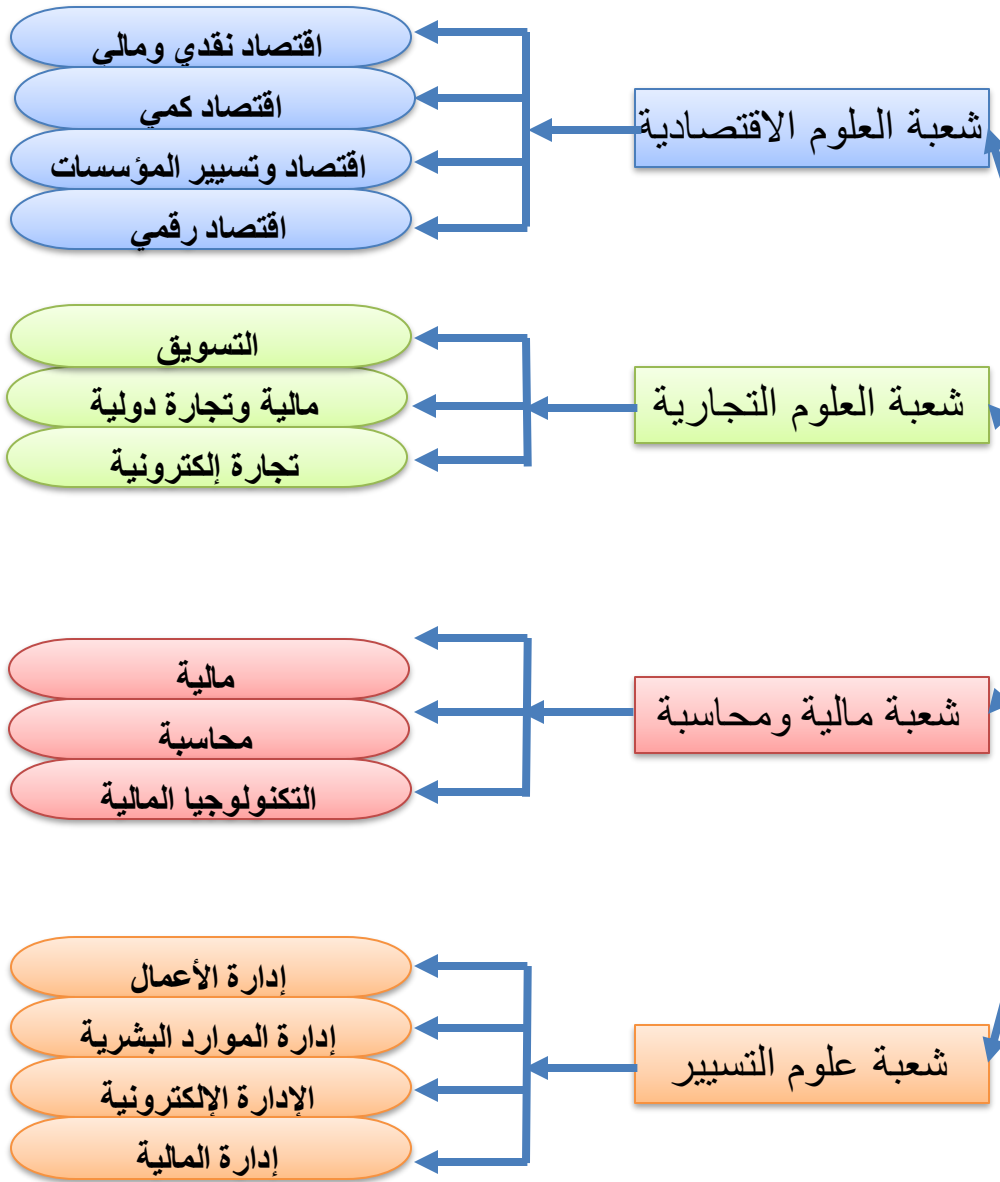 شعبة العلوم الاقتصادية
اقتصاد نقدي ومالي
اقتصاد كمي
اقتصاد وتسيير المؤسسات
اقتصاد رقمي
شعبة العلوم التجارية
التسويق
مالية وتجارة دولية
تجارة إلكترونية
شعبة مالية ومحاسبة
مالية
محاسبة
التكنولوجيا المالية
شعبة علوم التسيير
إدارة الأعمال
إدارة الموارد البشرية
الإدارة الإلكترونية
إدارة المالية